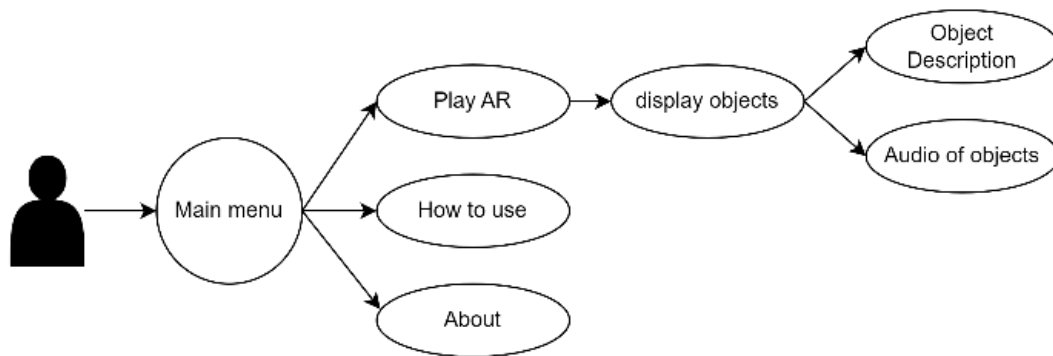 Object
Description
Play AR
display objects
Audio of objects
Main menu
How to use
About